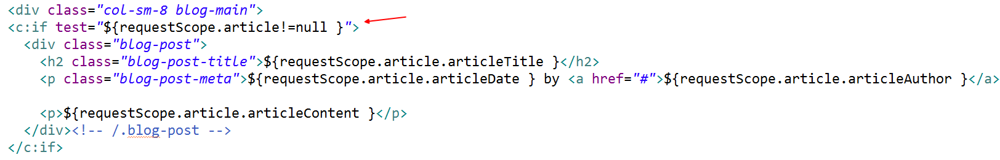 <div class="col-sm-8 blog-main">
<c:if test="${requestScope.article!=null }">
<div class="blog-post">
<h2 class="blog-post-title">${requestScope.article.articleTitle }</h2>
<p class="blog-post-meta">${requestScope.article.articleDate } by <a href="#">${requestScope.article.articleAuthor }</a>
<p>${requestScope.article.articleContent }</p>
</div><!-- /.blog-post -->
</c:if>